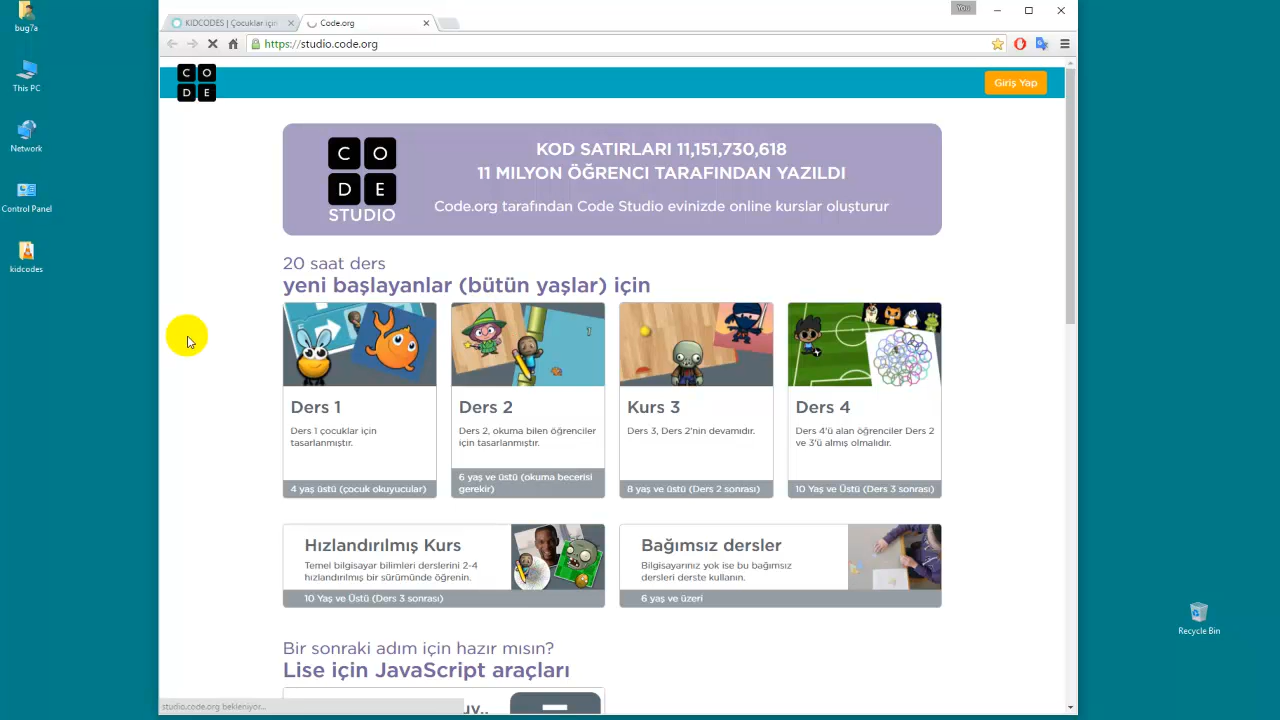 bug7a
This PC
Network
Control Panel
kidcodes
Recycle Bin
KIDCODES | Çocuklar için
Code.org
You
https://studio.code.org
C O
D E
Giriş Yap
C O
D E
STUDIO
KOD SATIRLARI 11,151,730,618
11 MILYON ÖĞRENCI TARAFINDAN YAZILDI
Code.org tarafından Code Studio evinizde online kurslar oluşturur
20 saat ders
yeni başlayanlar (bütün yaşlar) için
1
Ders 1
Ders 1 çocuklar için
tasarlanmıştır.
4 yaş üstü (çocuk okuyucular)
Ders 2
Ders 2, okuma bilen öğrenciler
için tasarlanmıştır.
6 yaş ve üstü (okuma becerisi
gerekir)
Kurs 3
Ders 3, Ders 2'nin devamıdır.
8 yaş ve üstü (Ders 2 sonrası)
Ders 4
Ders 4'ü alan öğrenciler Ders 2
ve 3'ü almış olmalıdır.
10 Yaş ve Üstü (Ders 3 sonrası)
Hızlandırılmış Kurs
Temel bilgisayar bilimleri derslerini 2-4
hızlandırılmış bir sürümünde öğrenin.
10 Yaş ve Üstü (Ders 3 sonrası)
Bağımsız dersler
Bilgisayarınız yok ise bu bağımsız
dersleri derste kullanın.
6 yaş ve üzeri
Bir sonraki adım için hazır mısın?
Lise için JavaScript araçları
studio.code.org bekleniyor...